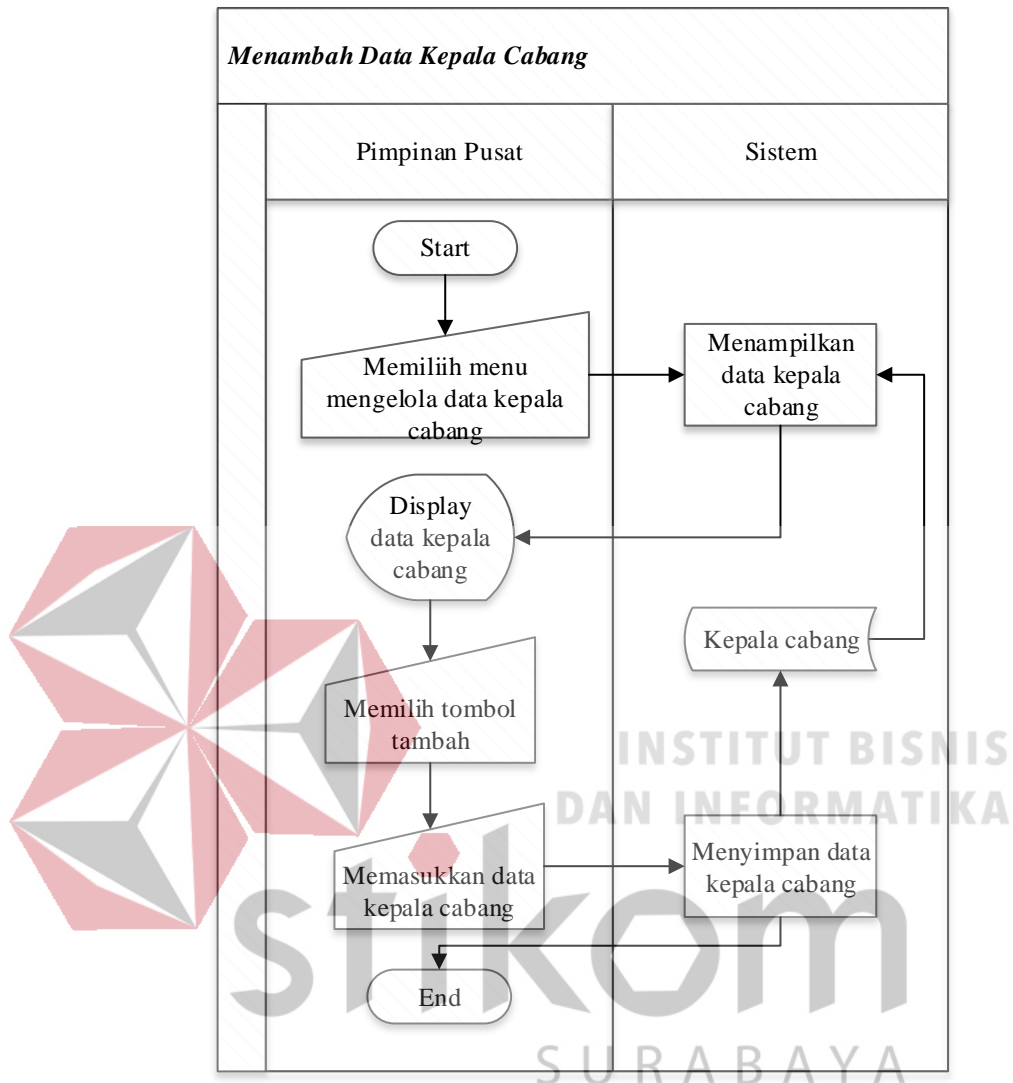 Menambah Data Kepala Cabang
Pimpinan Pusat
Sistem
Start
Memiliih menu
mengelola data kepala
cabang
Menampilkan
data kepala
cabang
Display
data kepala
cabang
Kepala cabang
Memilih tombol
tambah
INSTITUT BISNIS
DAN INFORMATIKA
Memasukkan data
kepala cabang
Menyimpan data
kepala cabang
stikom
End
SURABAYA